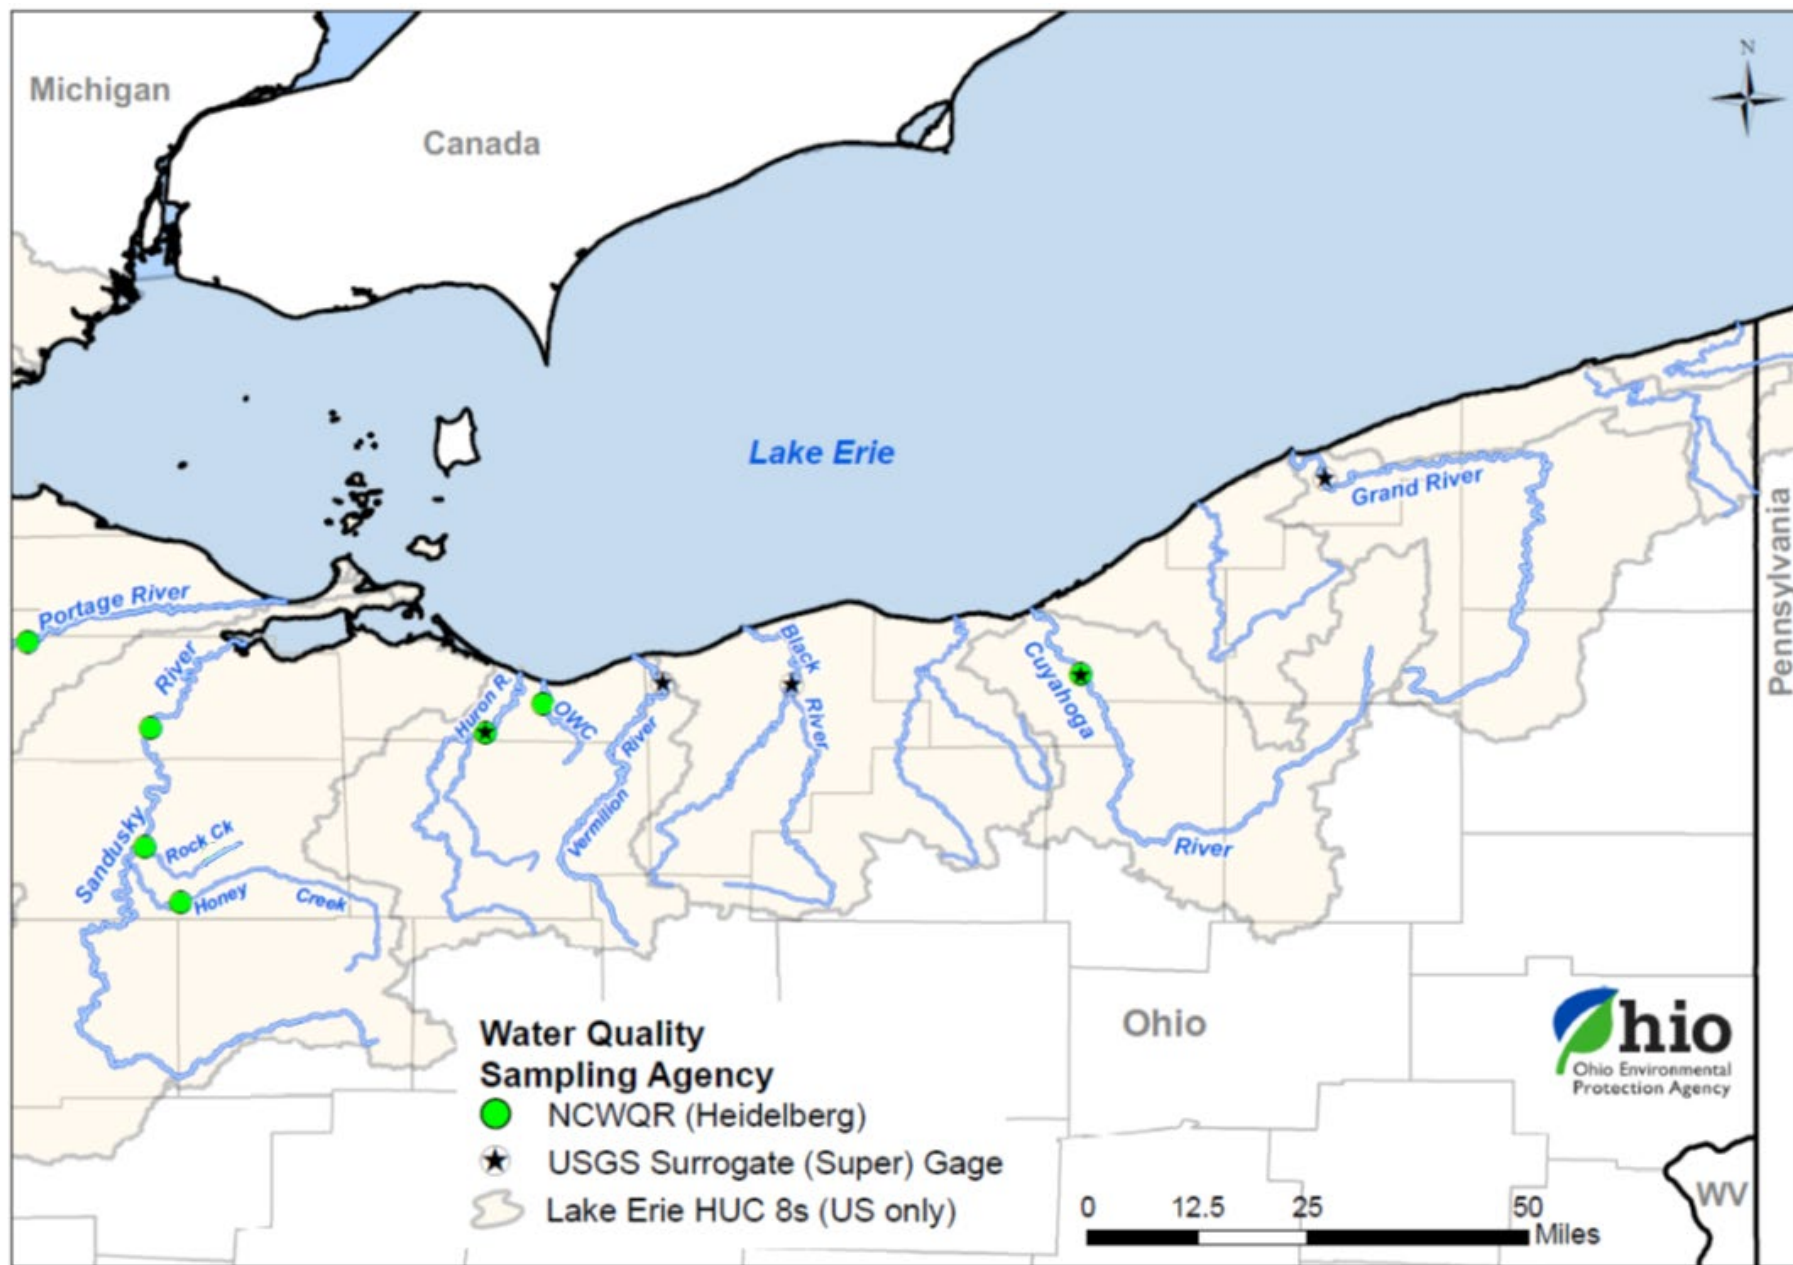 N
Michigan
Canada
Lake Erie
Grand River
Pennsylvania
Portage River
River
Black
River
Huron R.
OWC
River
Vermilion
Cuyahoga
River
Sandusky
Rock Ck
Honey
Creek
Ohio
hio
Ohio Environmental
Protection Agency
Water Quality
Sampling Agency
NCWQR (Heidelberg)
USGS Surrogate (Super) Gage
Lake Erie HUC 8s (US only)
0 12.5 25 50
Miles
WV